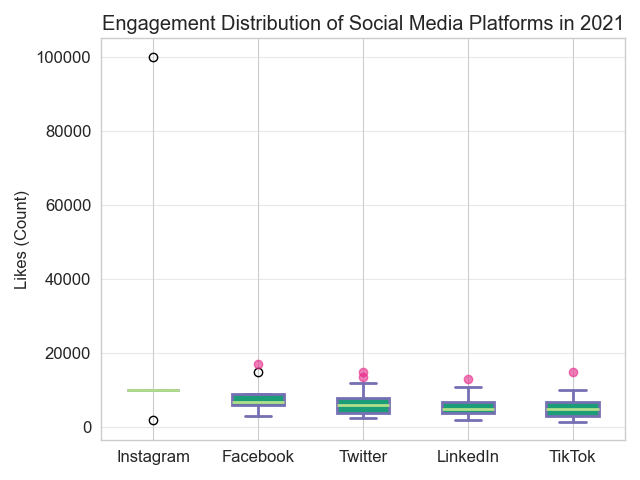 Engagement Distribution of Social Media Platforms in 2021
100000
80000
60000
40000
20000
0
Likes (Count)
Instagram
Facebook
Twitter
LinkedIn
TikTok